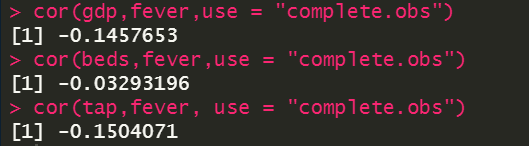 > cor(gdp,fever,use = "complete.obs")
[1] -0.1457653
> cor(beds,fever,use = "complete.obs")
[1] -0.03293196
> cor(tap,fever, use = "complete.obs")
[1] -0.1504071